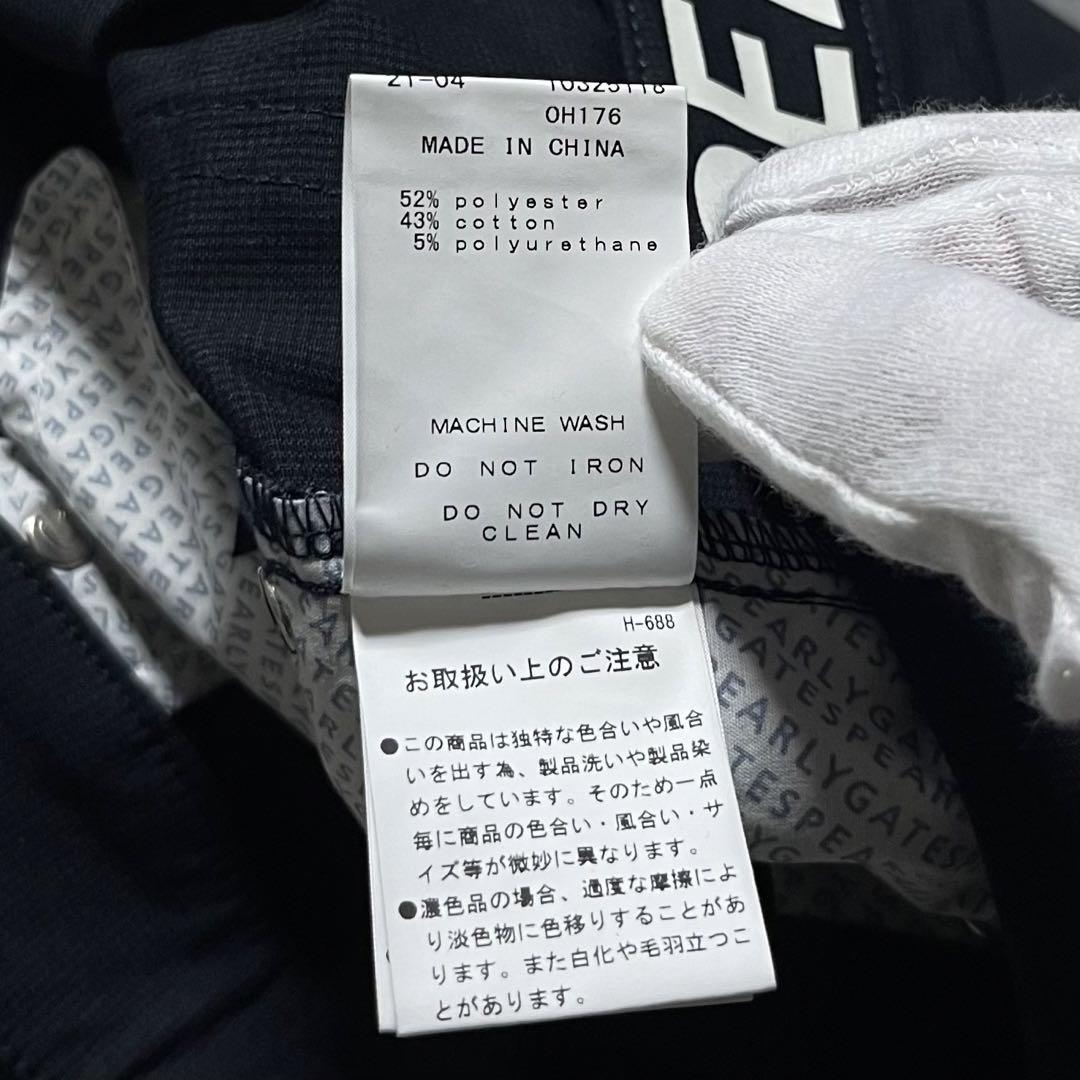 21-04 10325118
OH176
MADE IN CHINA
52% polyester
43% cotton
5% polyurethane
MACHINE WASH
DO NOT IRON
DO NOT DRY
CLEAN
H-688
お取扱い上のご注意
●この商品は独特な色合いや風合
いを出す為、製品洗いや製品染
めをしています。そのため一点
毎に商品の色合い・風合い・サ
イズ等が微妙に異なります。
●濃色品の場合、過度な摩擦によ
り淡色物に色移りすることがあ
ります。また白化や毛羽立つこ
とがあります。
PEARLYGATES